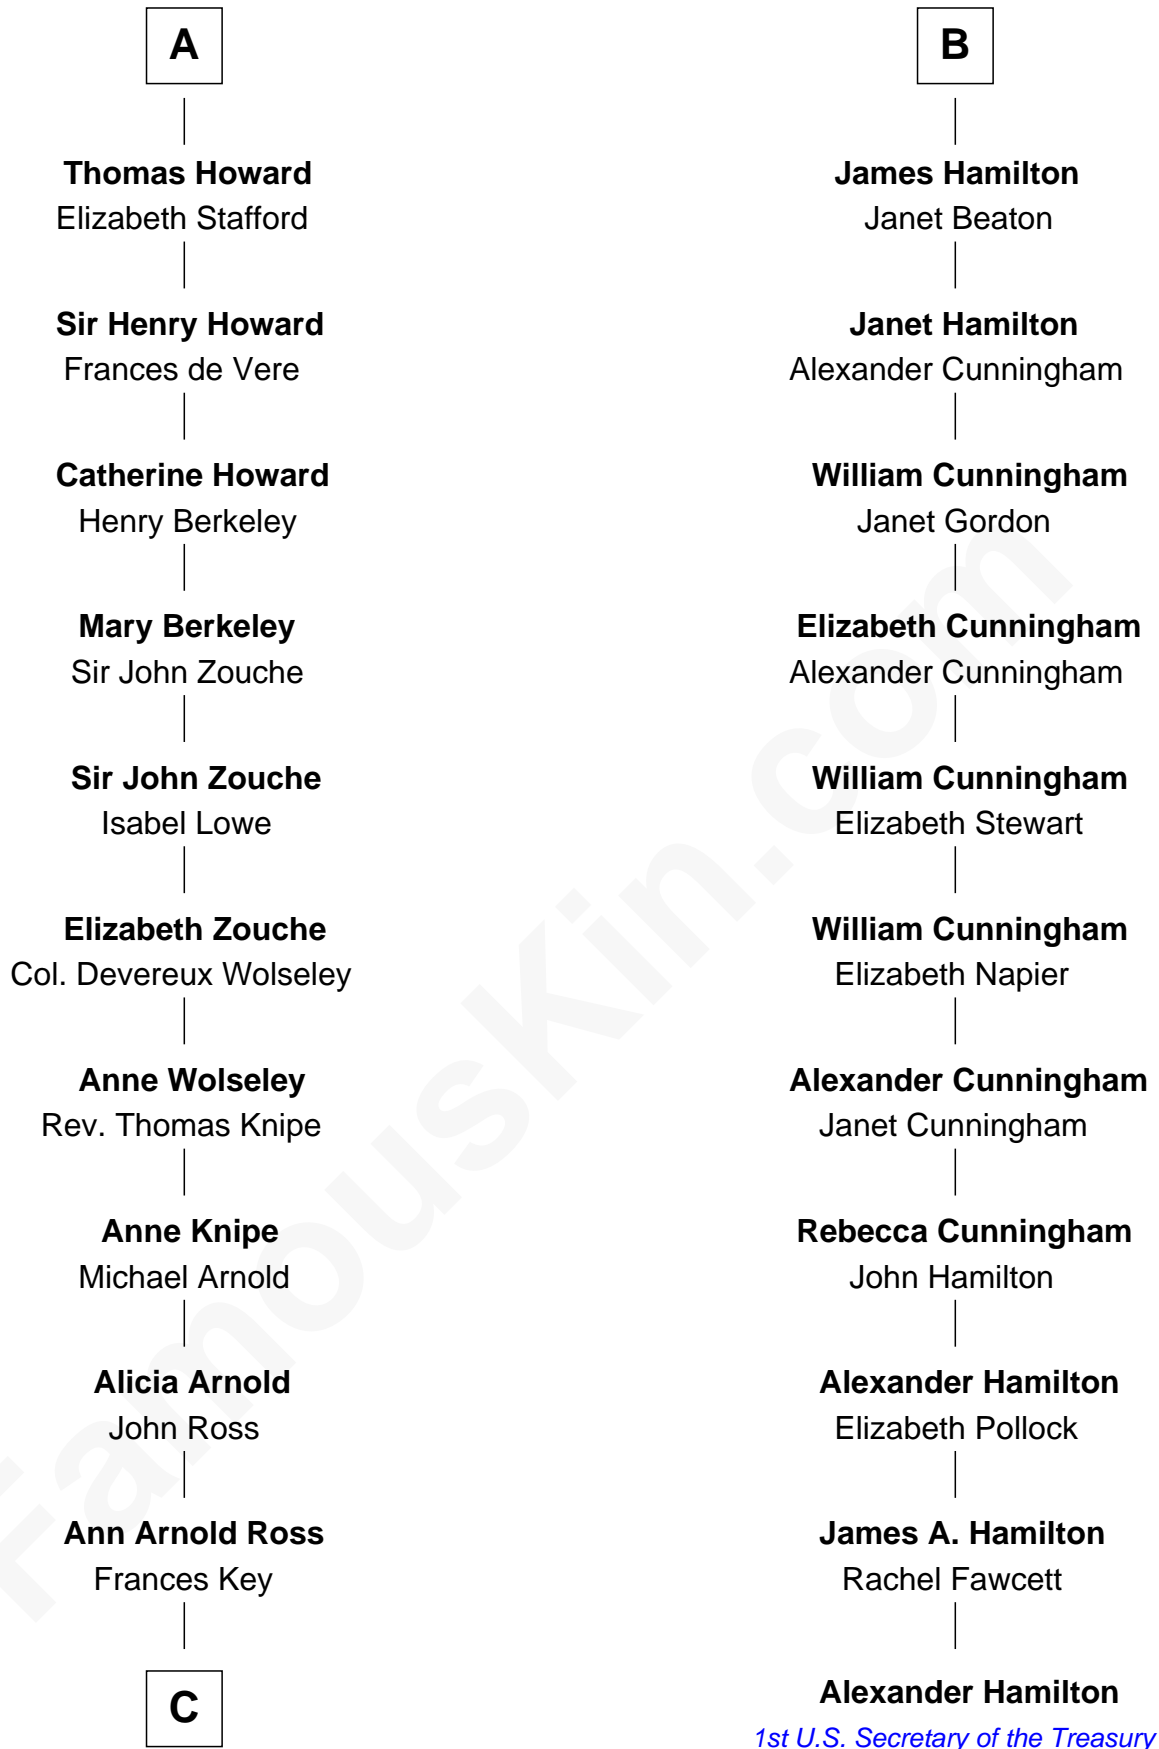 A
Thomas Howard
Elizabeth Stafford
Sir Henry Howard
Frances de Vere
Catherine Howard
Henry Berkeley
Mary Berkeley
Sir John Zouche
Sir John Zouche
Isabel Lowe
Elizabeth Zouche
Col. Devereux Wolseley
Anne Wolseley
Rev. Thomas Knipe
Anne Knipe
Michael Arnold
Alicia Arnold
John Ross
Ann Arnold Ross
Frances Key
C
B
James Hamilton
Janet Beaton
Janet Hamilton
Alexander Cunningham
William Cunningham
Janet Gordon
Elizabeth Cunningham
Alexander Cunningham
William Cunningham
Elizabeth Stewart
William Cunningham
Elizabeth Napier
Alexander Cunningham
Janet Cunningham
Rebecca Cunningham
John Hamilton
Alexander Hamilton
Elizabeth Pollock
James A. Hamilton
Rachel Fawcett
Alexander Hamilton
1st U.S. Secretary of the Treasury
FamousKin.com